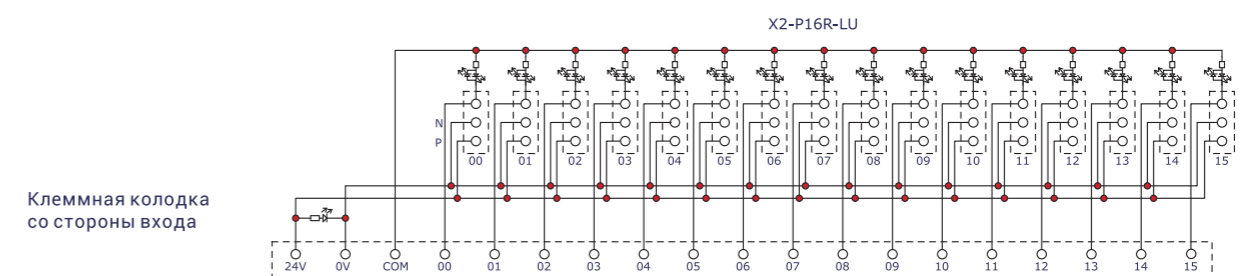 X2-P16R-LU
N
P
00 01 02 03 04 05 06 07 08 09 10 11 12 13 14 15
Клеммная колодка
со стороны входа
24V 0V COM 00 01 02 03 04 05 06 07 08 09 10 11 12 13 14 15